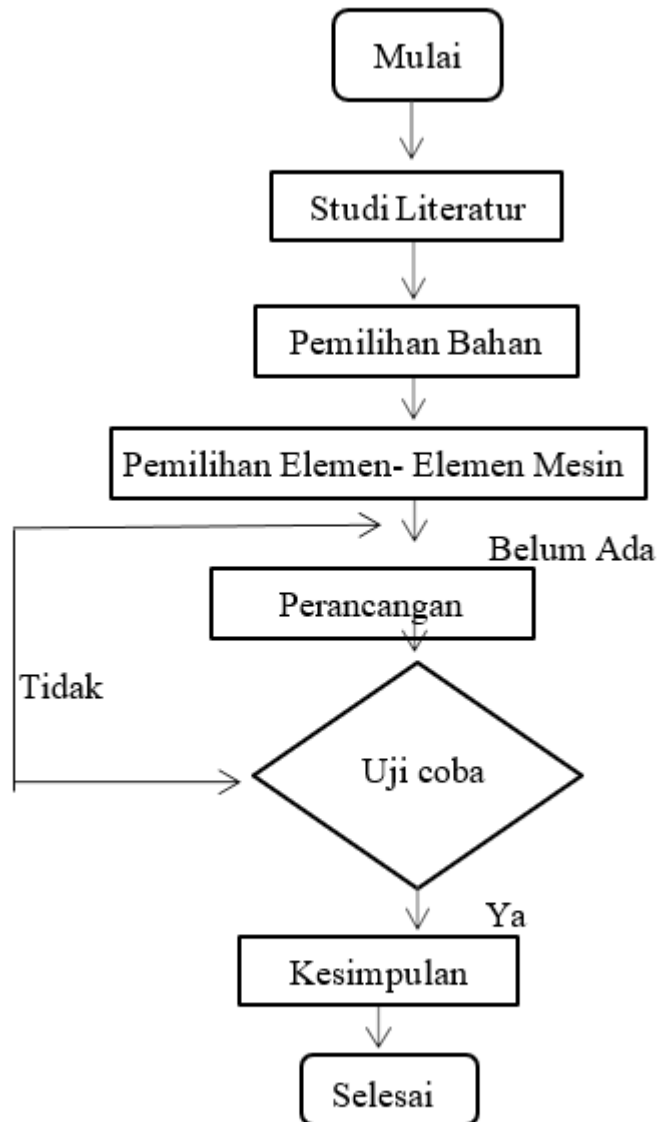 Mulai
Studi Literatur
Pemilihan Bahan
Pemilihan Elemen- Elemen Mesin
Belum Ada
Perancangan
Tidak
Uji coba
Ya
Kesimpulan
Selesai